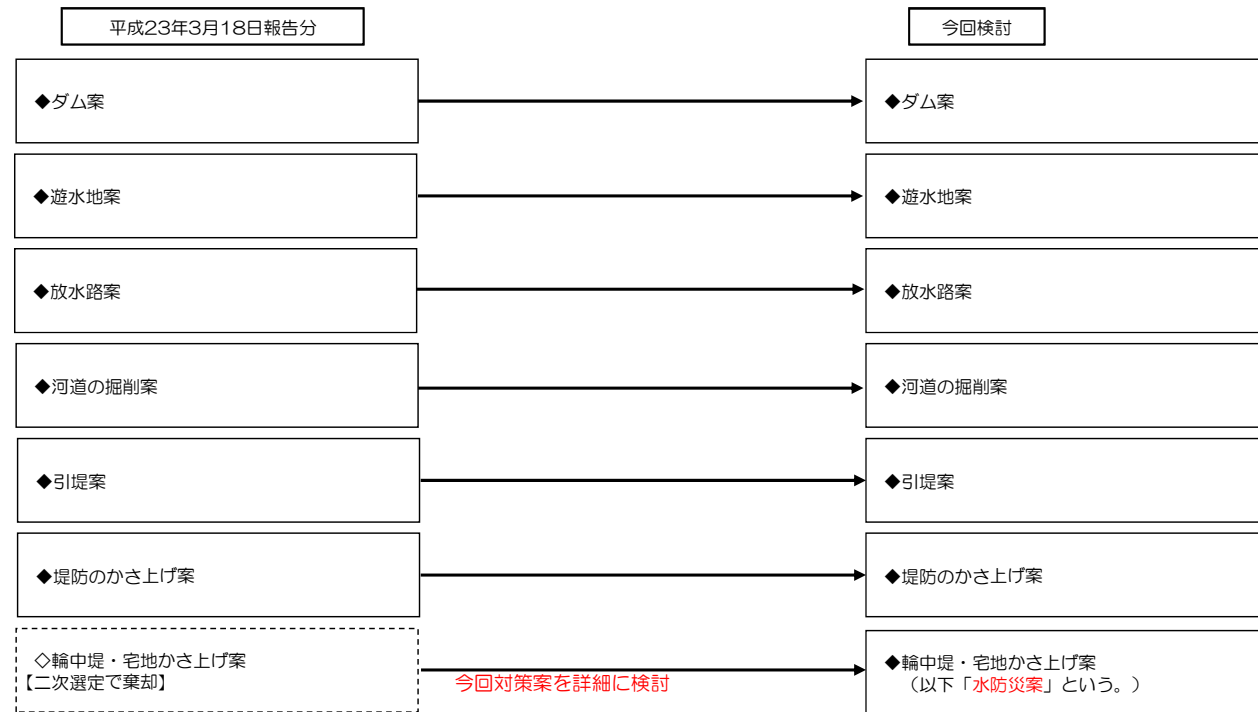 平成23年3月18日報告分
今回検討
◆ダム案
◆ダム案
◆遊水地案
◆遊水地案
◆放水路案
◆放水路案
◆河道の掘削案
◆河道の掘削案
◆引堤案
◆引堤案
◆堤防のかさ上げ案
◆堤防のかさ上げ案
◇輪中堤・宅地かさ上げ案
【二次選定で棄却】
今回対策案を詳細に検討
◆輪中堤・宅地かさ上げ案
（以下「水防災案」という。）